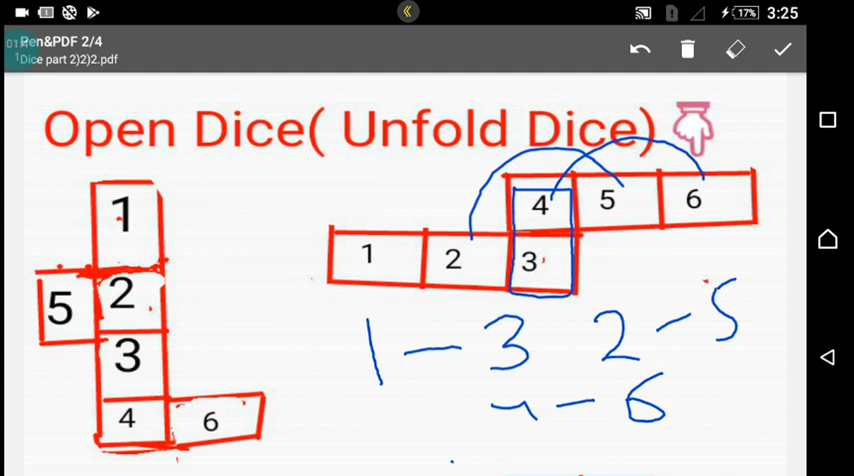 17% 3:25
Pen&PDF 2/4
Dice part 2)2)2.pdf
Open Dice( Unfold Dice)
1
5 2
3
4 6
4 5 6
1 2 3
1 - 3 2 - 5
4 - 6